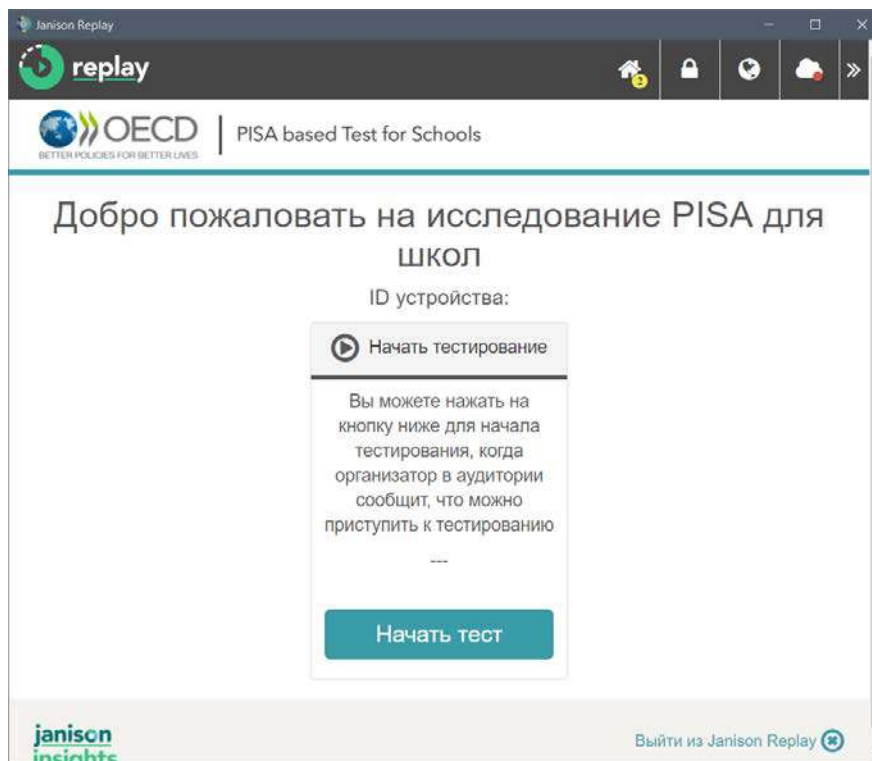 Janison Replay
replay
2
OECD
BETTER POLICIES FOR BETTER LIVES
PISA based Test for Schools
Добро пожаловать на исследование PISA для
школ
ID устройства:
Начать тестирование
Вы можете нажать на
кнопку ниже для начала
тестирования, когда
организатор в аудитории
сообщит, что можно
приступить к тестированию
---
Начать тест
janison
insights
Выйти из Janison Replay